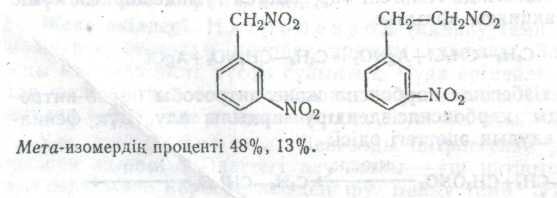 CH₂NO₂
CH₂—CH₂NO₂
NO₂
NO₂
Мета-изомердің проценті 48%, 13%.